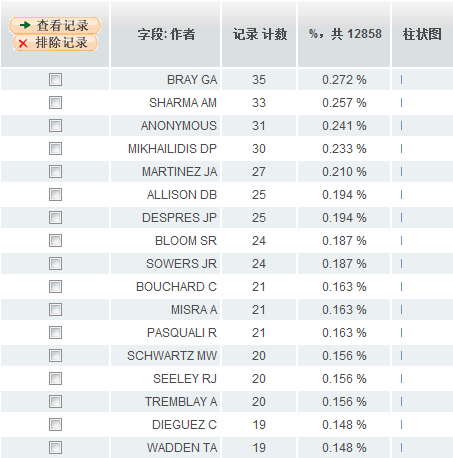 查看记录
排除记录
字段: 作者 记录 计数 %，共 12858 柱状图
BRAY GA 35 0.272 %
SHARMA AM 33 0.257 %
ANONYMOUS 31 0.241 %
MIKHAILIDIS DP 30 0.233 %
MARTINEZ JA 27 0.210 %
ALLISON DB 25 0.194 %
DESPRES JP 25 0.194 %
BLOOM SR 24 0.187 %
SOWERS JR 24 0.187 %
BOUCHARD C 21 0.163 %
MISRA A 21 0.163 %
PASQUALI R 21 0.163 %
SCHWARTZ MW 20 0.156 %
SEELEY RJ 20 0.156 %
TREMBLAY A 20 0.156 %
DIEGUEZ C 19 0.148 %
WADDEN TA 19 0.148 %